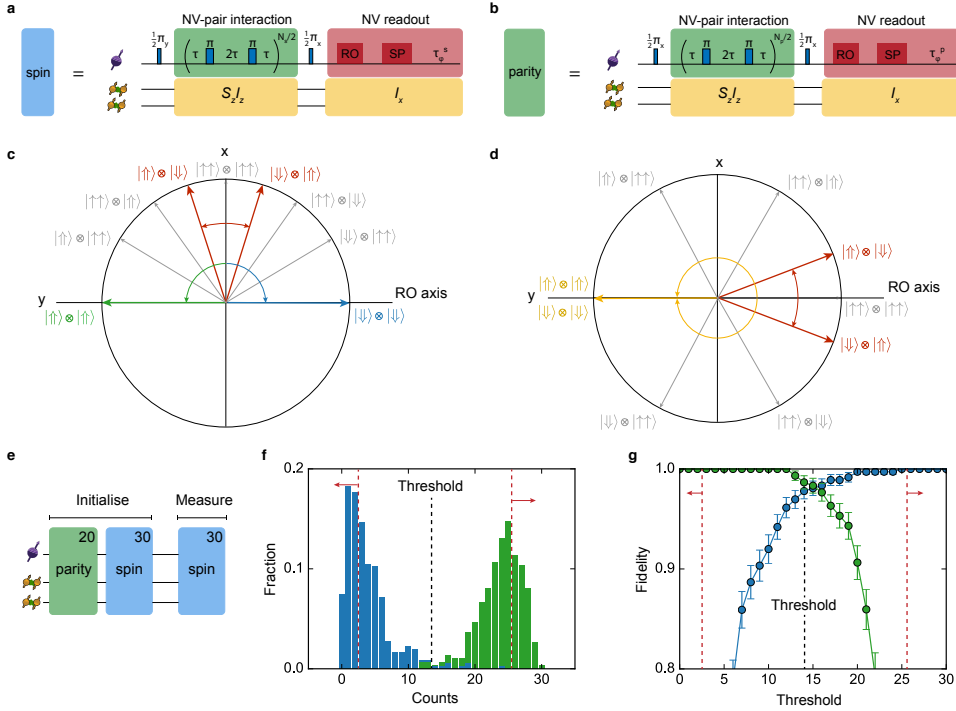 a
NV-pair interaction
NV readout
spin
=
½π_y
(τ π 2τ π τ)^{N_s/2}
½π_x
RO
SP
τ_φ^s
S_zI_z
I_x
b
NV-pair interaction
NV readout
parity
=
½π_x
(τ π 2τ π τ)^{N_p/2}
½π_x
RO
SP
τ_φ^p
S_zI_z
I_x
c
x
|⇑⟩⊗|⇓⟩
|↑↑⟩⊗|↑↑⟩
|⇓⟩⊗|⇑⟩
|↑↑⟩⊗|⇑⟩
|↑↑⟩⊗|⇓⟩
|⇑⟩⊗|↑↑⟩
|⇓⟩⊗|↑↑⟩
y
RO axis
|⇑⟩⊗|⇑⟩
|⇓⟩⊗|⇓⟩
d
x
|⇑⟩⊗|↑↑⟩
|↑↑⟩⊗|⇑⟩
|⇑⟩⊗|⇓⟩
|⇑⟩⊗|⇑⟩
y
RO axis
|⇓⟩⊗|⇓⟩
|↑↑⟩⊗|↑↑⟩
|⇓⟩⊗|⇑⟩
|⇓⟩⊗|↑↑⟩
|↑↑⟩⊗|⇓⟩
e
Initialise
Measure
20
30
30
parity
spin
spin
f
0.2
Threshold
Fraction
0.1
0.0
0 10 20 30
Counts
g
1.0
Fidelity
0.9
Threshold
0.8
0 5 10 15 20 25 30
Threshold